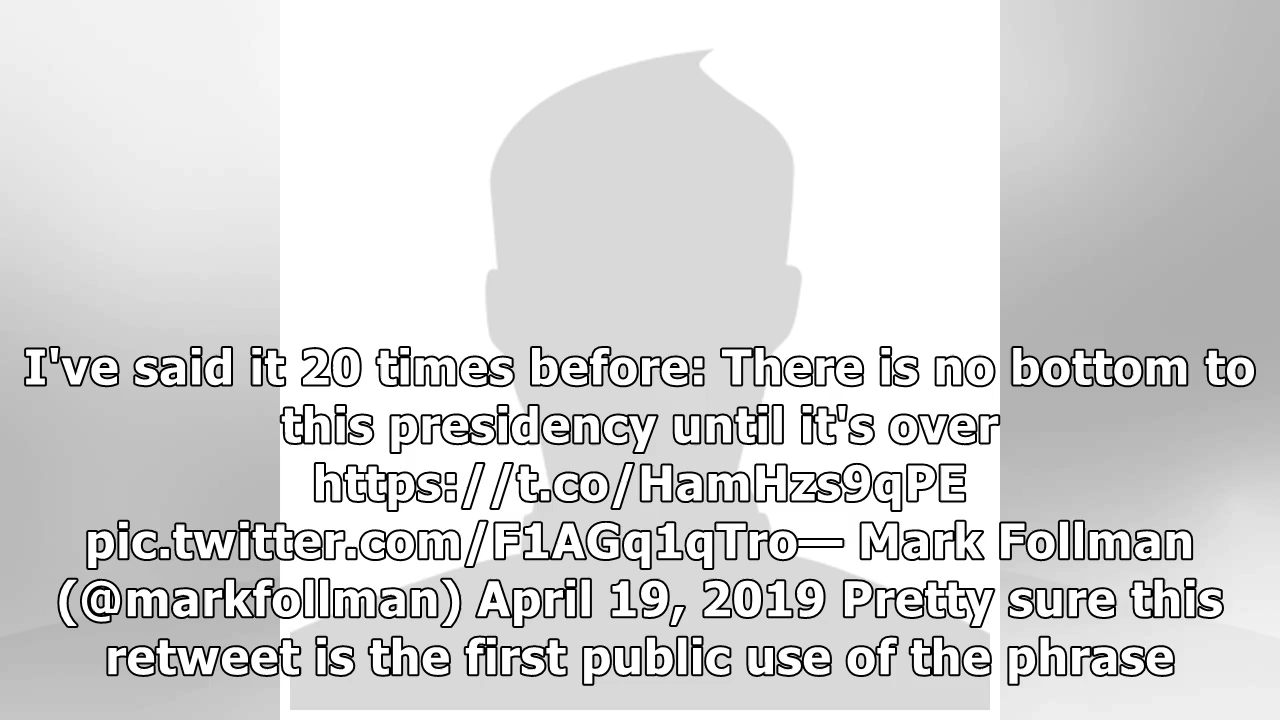 I've said it 20 times before: There is no bottom to
this presidency until it's over
https://t.co/HamHzs9qPE
pic.twitter.com/F1AGq1qTro— Mark Follman
(@markfollman) April 19, 2019 Pretty sure this
retweet is the first public use of the phrase